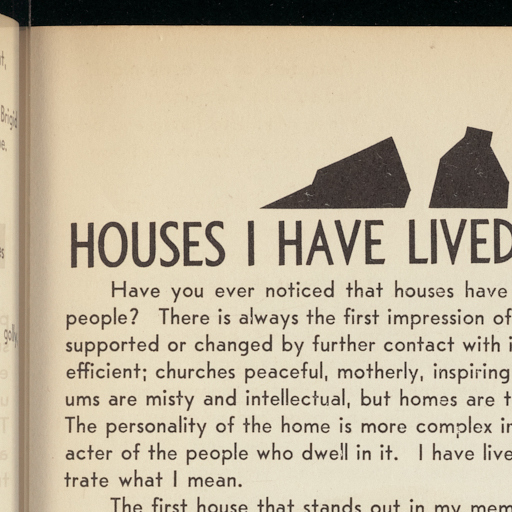 HOUSES I HAVE LIVED
Have you ever noticed that houses have
people? There is always the first impression of
supported or changed by further contact with i
efficient; churches peaceful, motherly, inspiring
ums are misty and intellectual, but homes are t
The personality of the home is more complex in
acter of the people who dwell in it. I have live
trate what I mean.
The first house that stands out in my mem